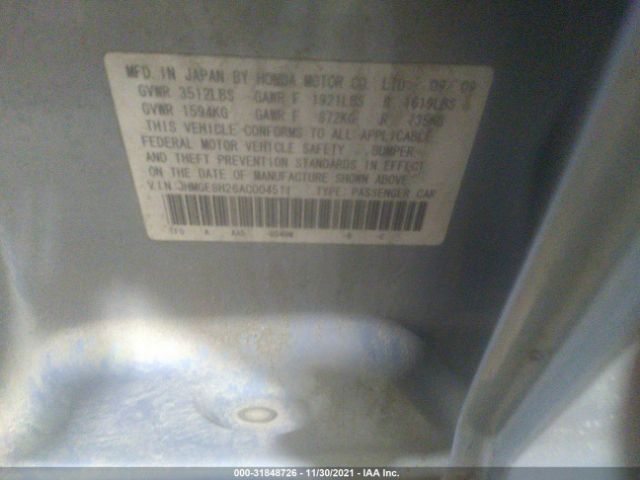 MFD. IN JAPAN BY HONDA MOTOR CO. LTD. 09/09
GVWR 3512LBS GAWR F 1921LBS R 1619LBS
GVWR 1594KG GAWR F 872KG R 735KG
THIS VEHICLE CONFORMS TO ALL APPLICABLE
FEDERAL MOTOR VEHICLE SAFETY, BUMPER
AND THEFT PREVENTION STANDARDS IN EFFECT
ON THE DATE OF MANUFACTURE SHOWN ABOVE
V.I.N. TYPE: PASSENGER CAR
000-31848726 - 11/30/2021 - IAA Inc.